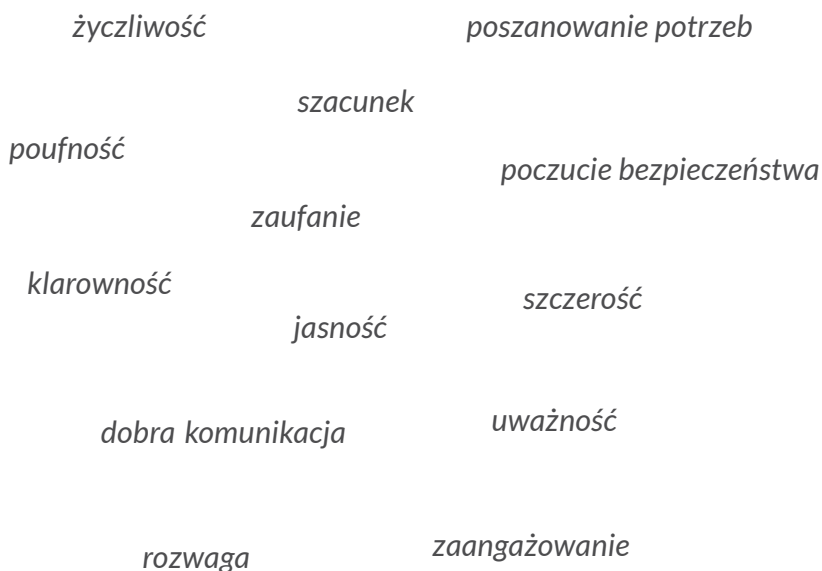 życzliwość
poszanowanie potrzeb
szacunek
poufność
poczucie bezpieczeństwa
zaufanie
klarowność
szczerość
jasność
dobra komunikacja
uważność
rozwaga
zaangażowanie